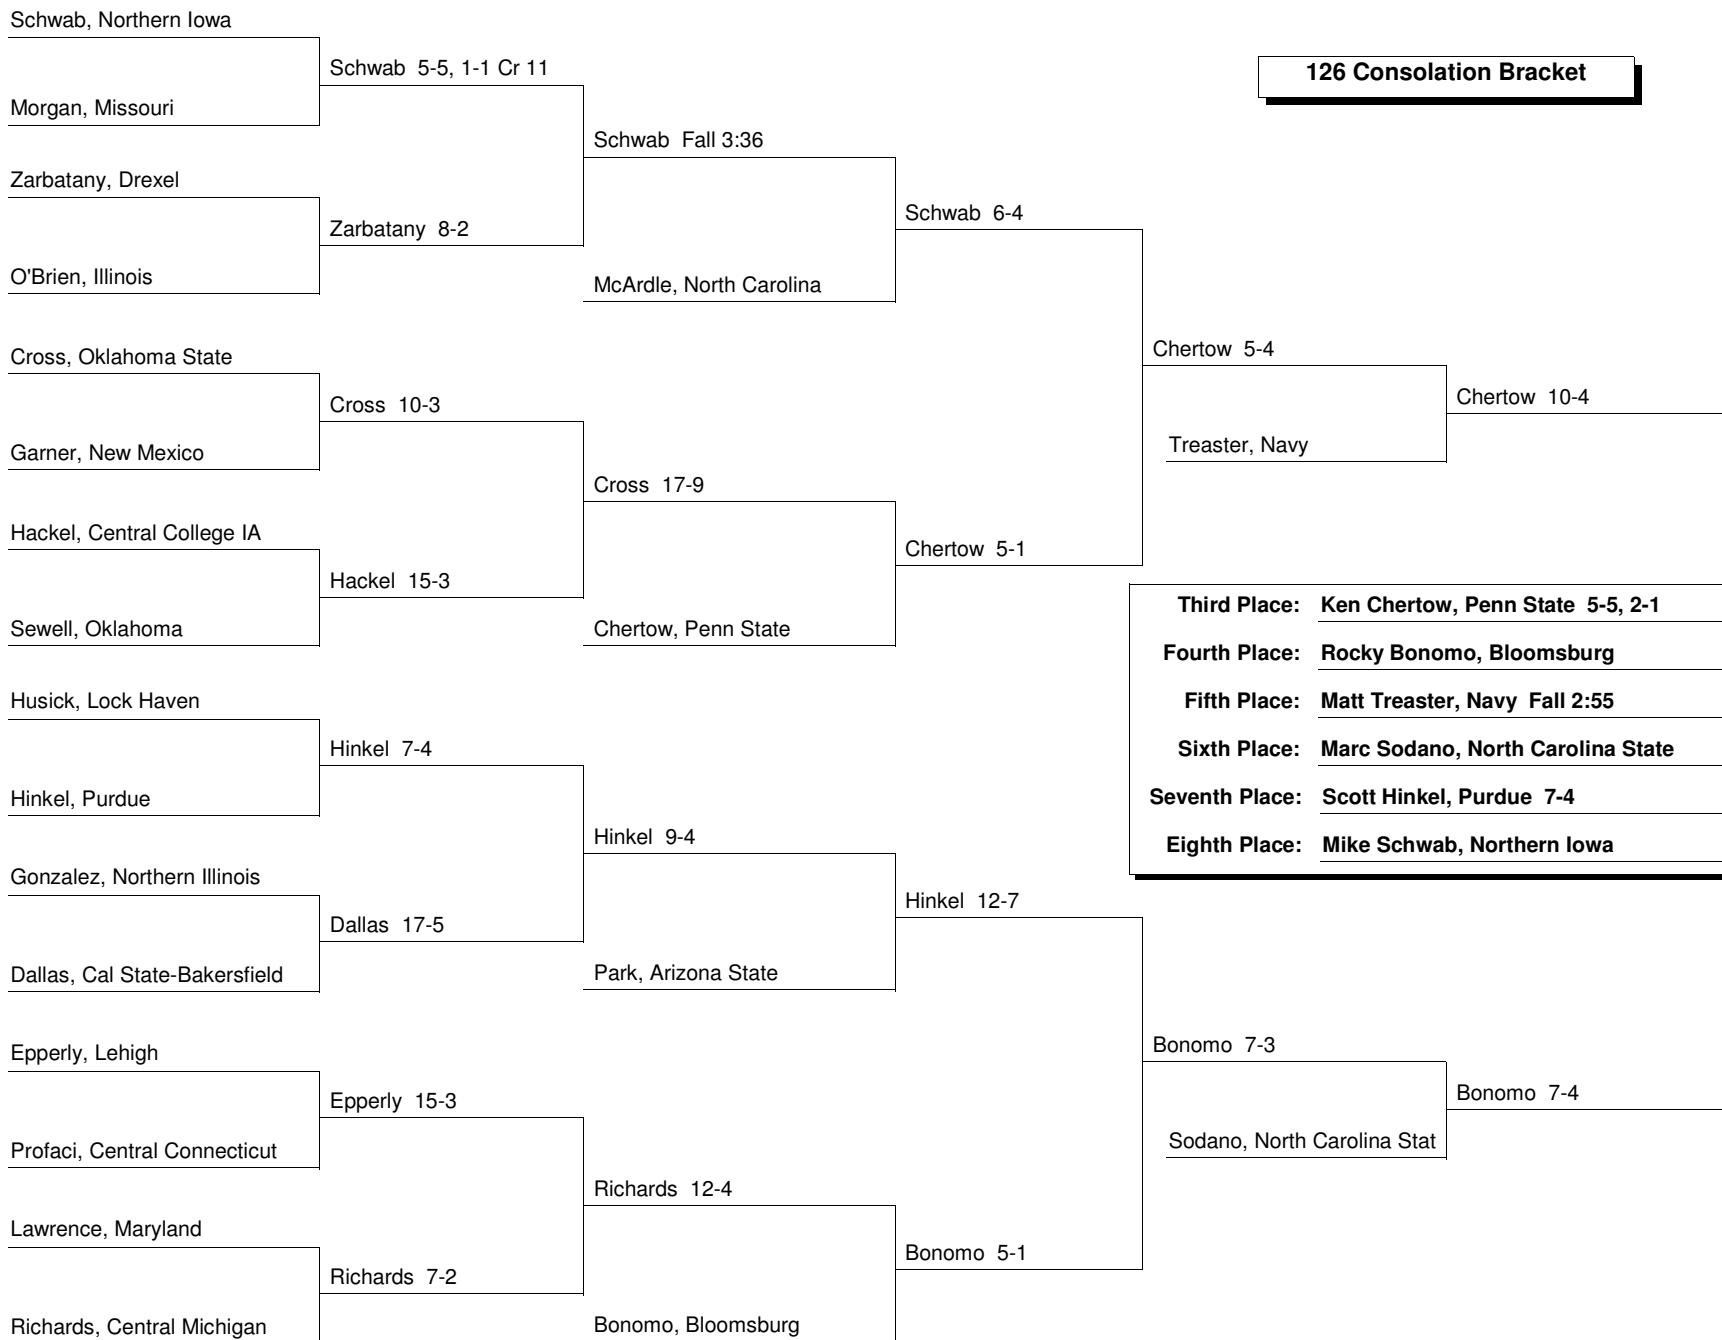 Schwab, Northern Iowa
Schwab 5-5, 1-1 Cr 11
126 Consolation Bracket
Morgan, Missouri
Schwab Fall 3:36
Zarbatany, Drexel
Schwab 6-4
Zarbatany 8-2
O'Brien, Illinois
McArdle, North Carolina
Cross, Oklahoma State
Chertow 5-4
Cross 10-3
Chertow 10-4
Garner, New Mexico
Treaster, Navy
Cross 17-9
Hackel, Central College IA
Chertow 5-1
Hackel 15-3
Sewell, Oklahoma
Chertow, Penn State
Third Place: Ken Chertow, Penn State 5-5, 2-1
Fourth Place: Rocky Bonomo, Bloomsburg
Fifth Place: Matt Treaster, Navy Fall 2:55
Sixth Place: Marc Sodano, North Carolina State
Seventh Place: Scott Hinkel, Purdue 7-4
Eighth Place: Mike Schwab, Northern Iowa
Husick, Lock Haven
Hinkel 7-4
Hinkel, Purdue
Hinkel 9-4
Gonzalez, Northern Illinois
Hinkel 12-7
Dallas 17-5
Dallas, Cal State-Bakersfield
Park, Arizona State
Epperly, Lehigh
Bonomo 7-3
Epperly 15-3
Bonomo 7-4
Profaci, Central Connecticut
Sodano, North Carolina Stat
Richards 12-4
Lawrence, Maryland
Bonomo 5-1
Richards 7-2
Richards, Central Michigan
Bonomo, Bloomsburg